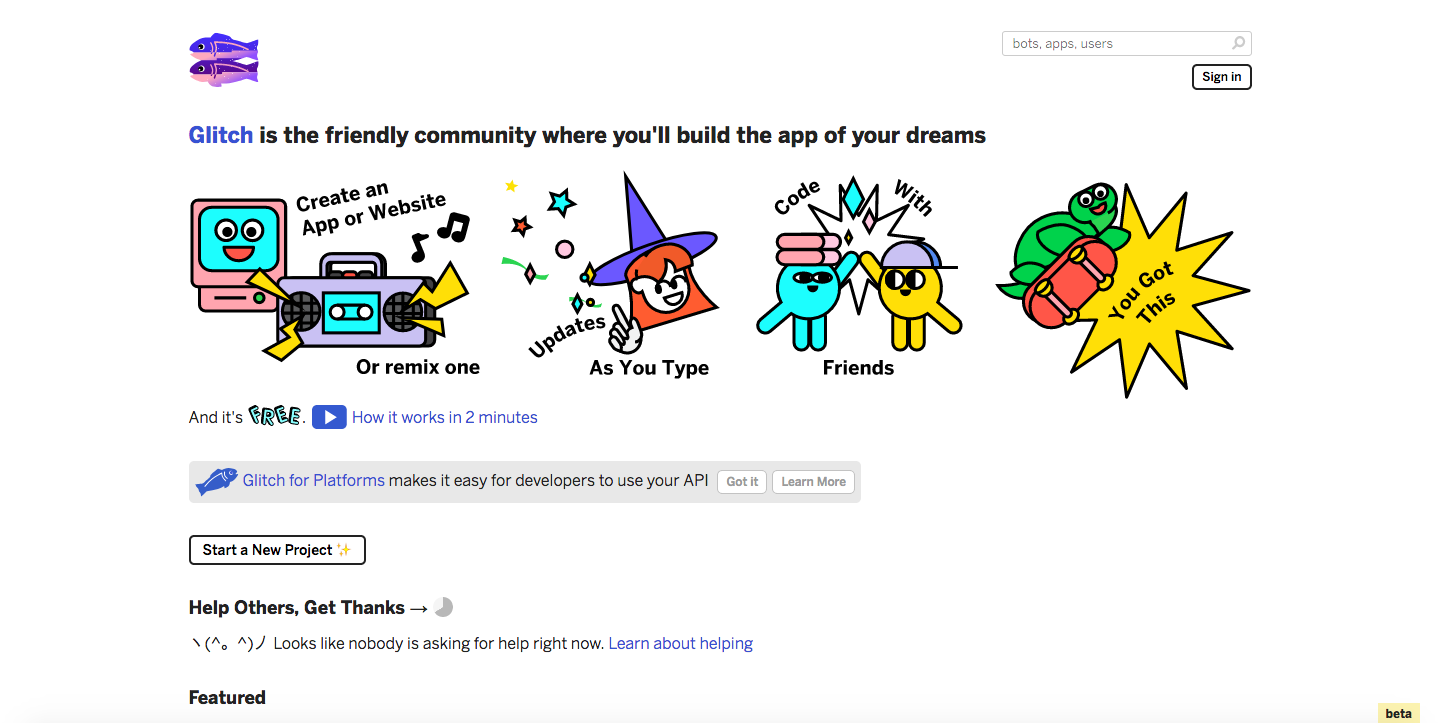 bots, apps, users
Sign in
Glitch is the friendly community where you'll build the app of your dreams
Create an
App or Website
Or remix one
Updates
As You Type
Code With
Friends
You Got
This
And it's FREE. How it works in 2 minutes
Glitch for Platforms makes it easy for developers to use your API Got it Learn More
Start a New Project ✨
Help Others, Get Thanks →
ヽ(^。^)ノ Looks like nobody is asking for help right now. Learn about helping
Featured
beta